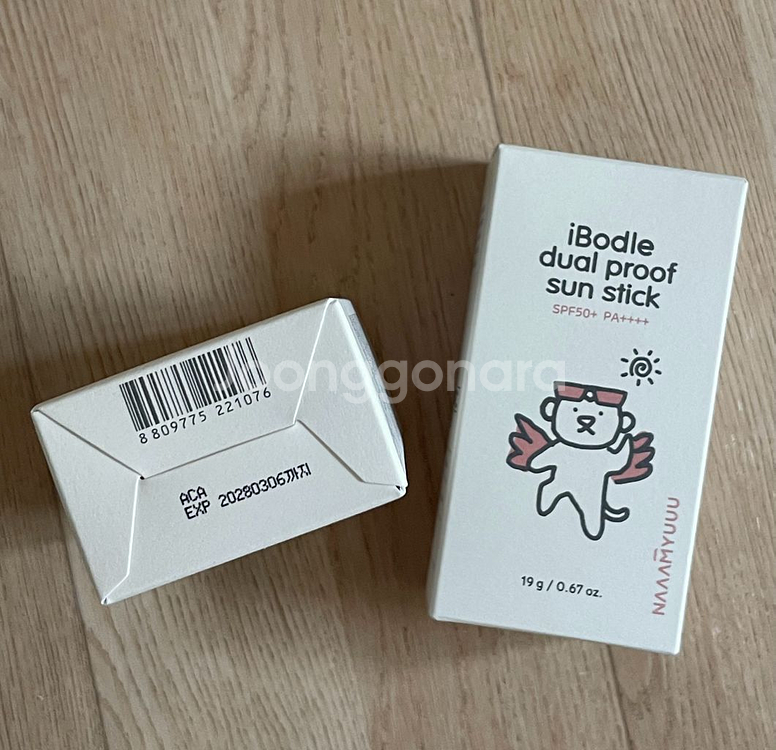 iBodle
dual proof
sun stick
SPF50+ PA++++
19 g / 0.67 oz.
NAAAMYUUU
8 809775 221076
ACA
EXP 20280306까지
Joonggonara